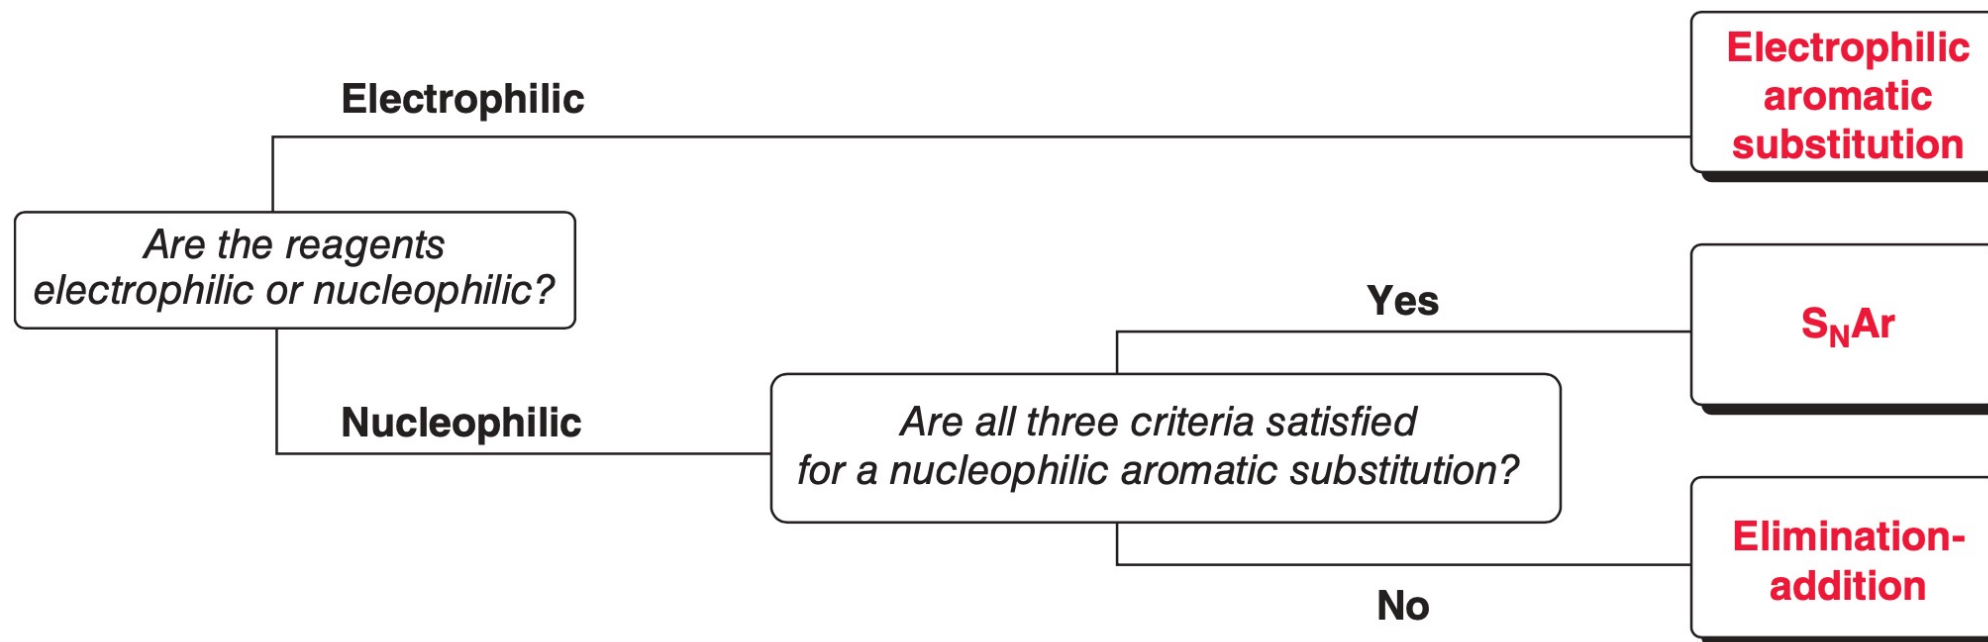 Electrophilic
Electrophilic
aromatic
substitution
Are the reagents
electrophilic or nucleophilic?
Yes
SNAr
Nucleophilic
Are all three criteria satisfied
for a nucleophilic aromatic substitution?
Elimination-
addition
No